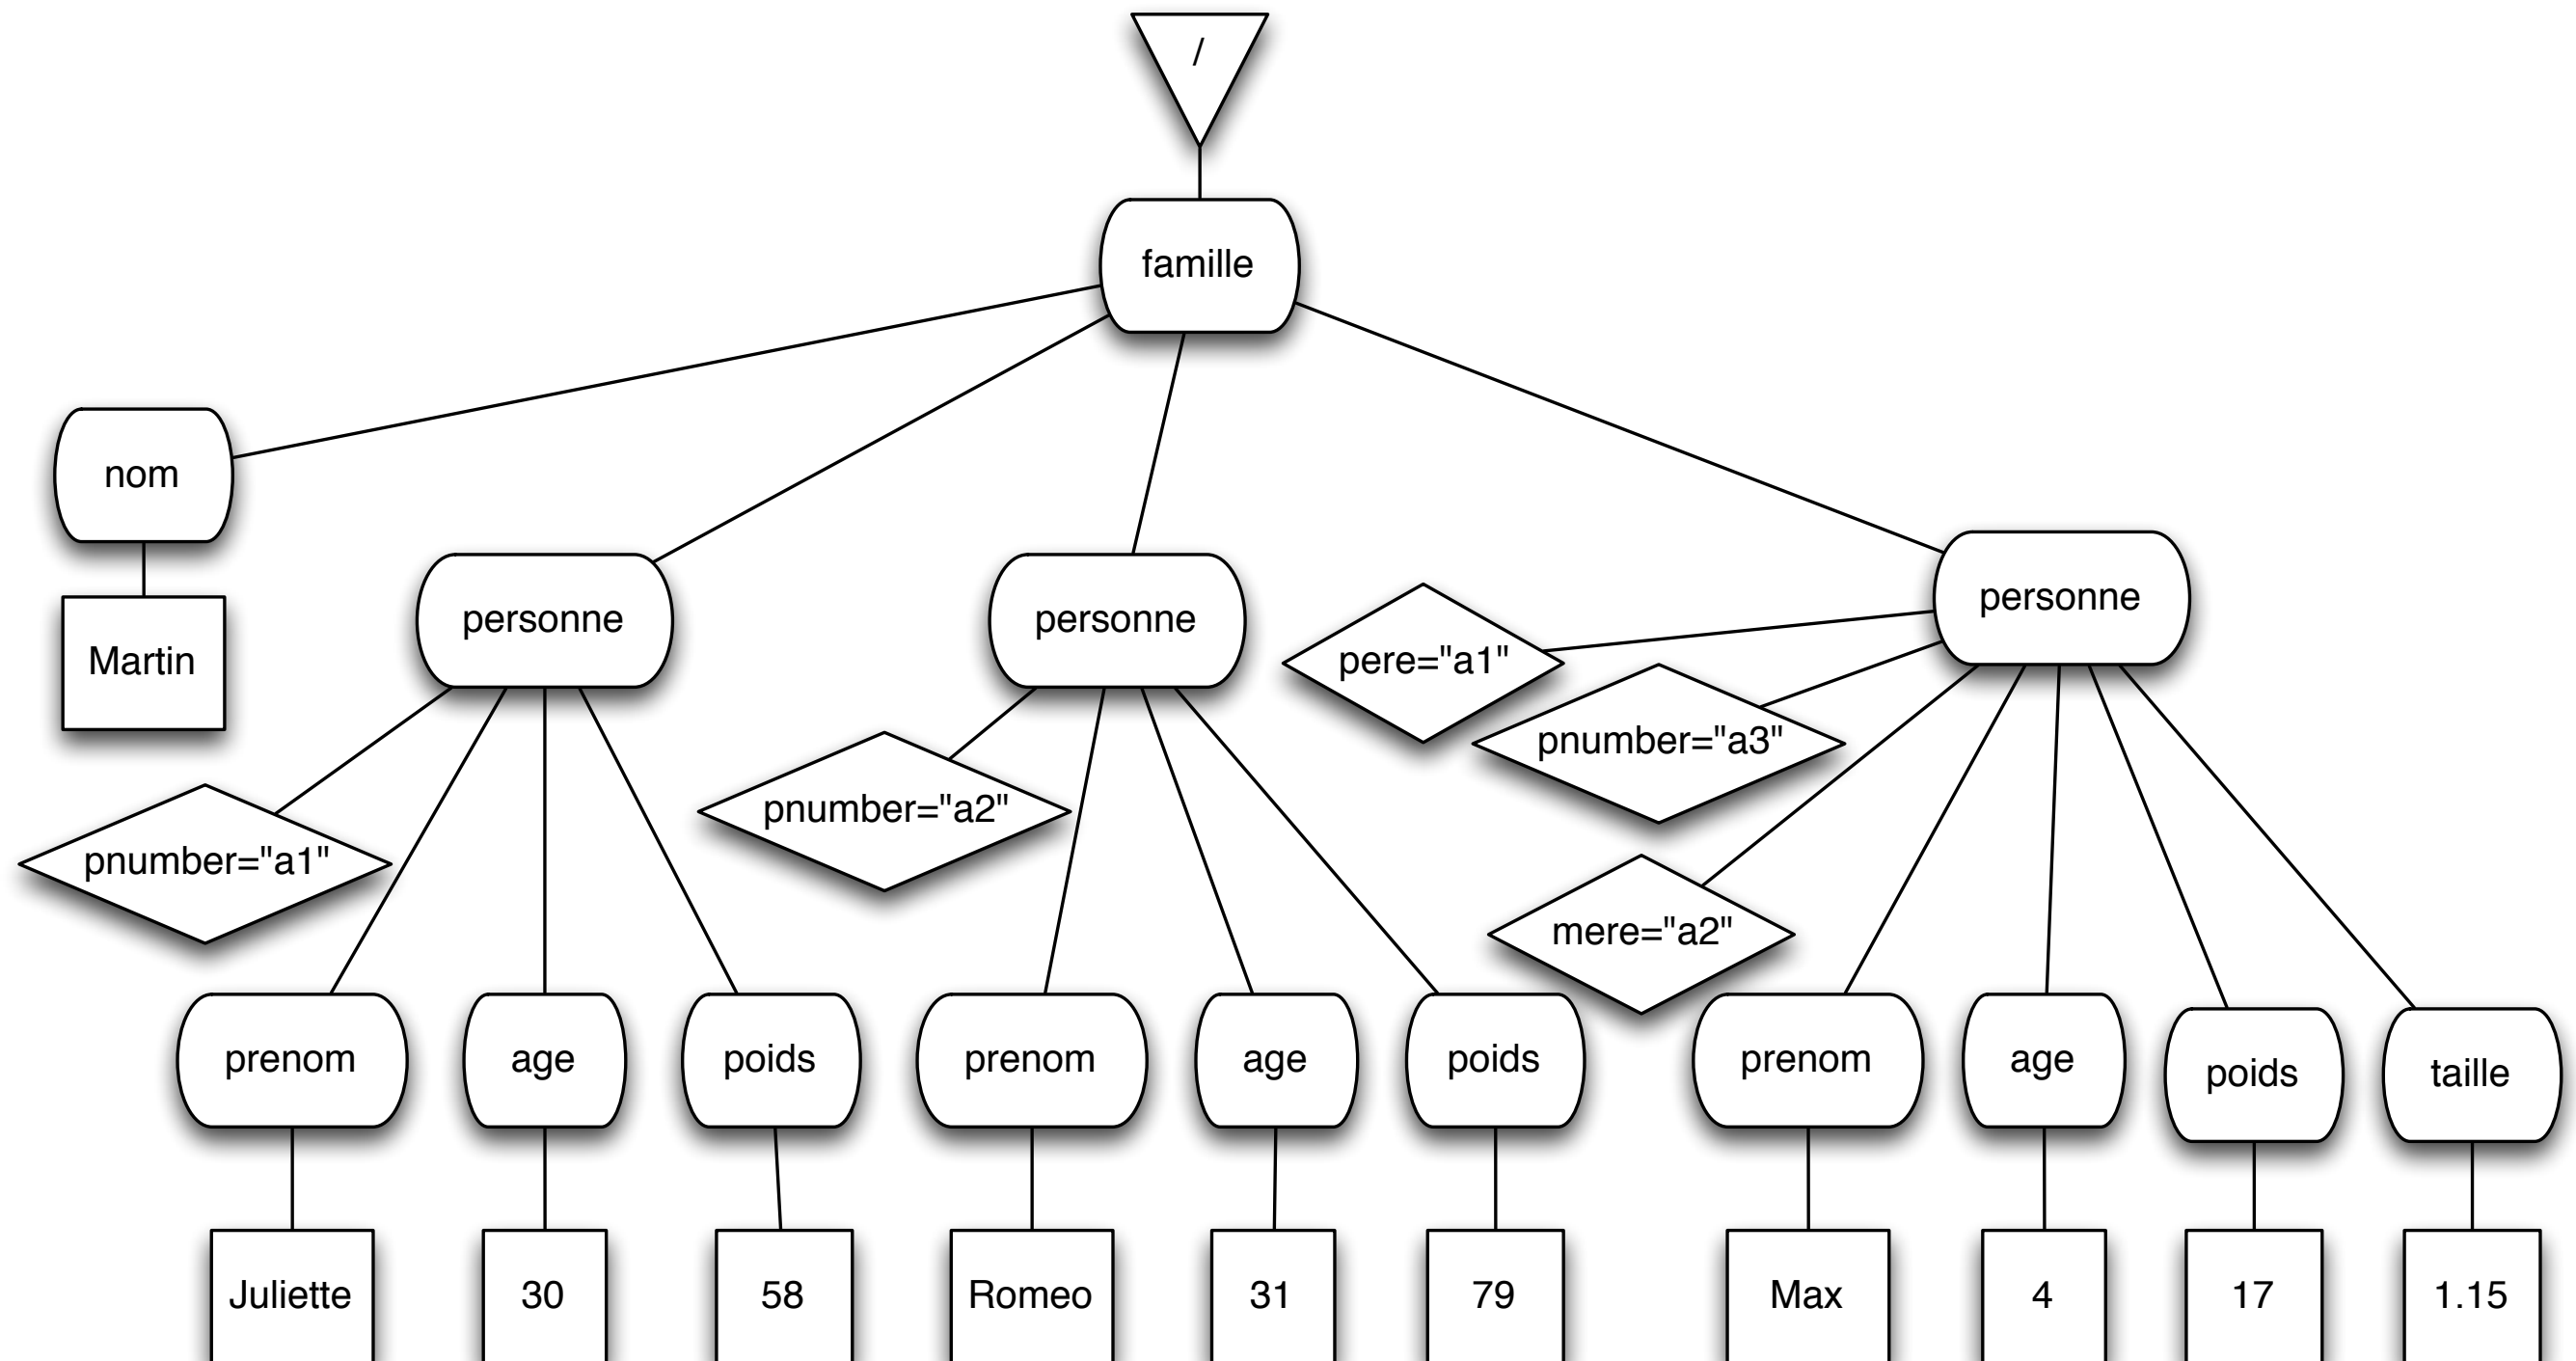 /
famille
nom
Martin
personne
personne
personne
pere="a1"
pnumber="a3"
pnumber="a2"
pnumber="a1"
mere="a2"
prenom
age
poids
prenom
age
poids
prenom
age
poids
taille
Juliette
30
58
Romeo
31
79
Max
4
17
1.15